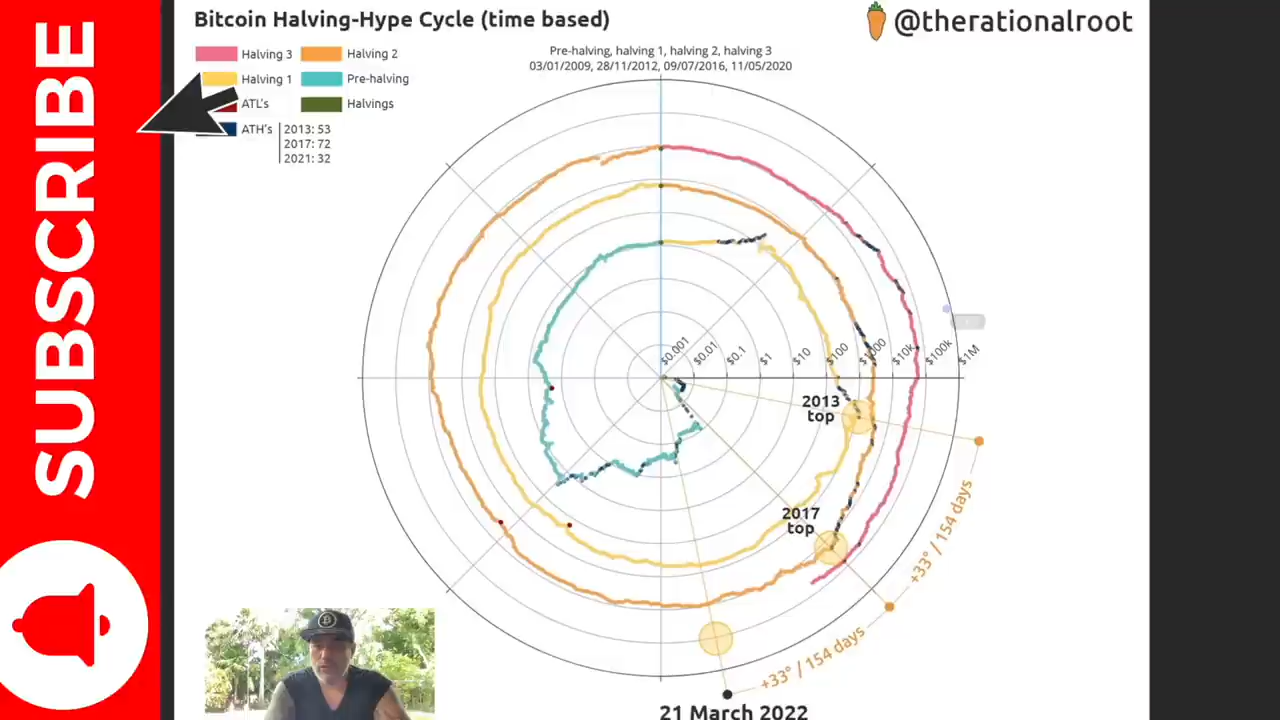 SUBSCRIBE
Bitcoin Halving-Hype Cycle (time based)
@therationalroot
Halving 3
Halving 2
Halving 1
Pre-halving
ATL's
Halvings
ATH's
2013: 53
2017: 72
2021: 32
Pre-halving, halving 1, halving 2, halving 3
03/01/2009, 28/11/2012, 09/07/2016, 11/05/2020
$0.001
$0.01
$0.1
$1
$10
$100
$1000
$10k
$100k
$1M
2013
top
2017
top
+33° / 154 days
+33° / 154 days
21 March 2022
B